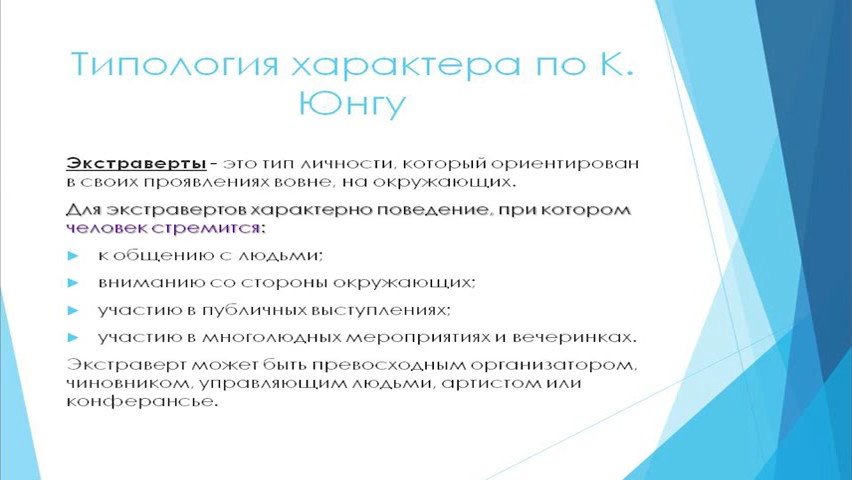 Типология характера по К.
Юнгу
Экстраверты - это тип личности, который ориентирован
в своих проявлениях вовне, на окружающих.
Для экстравертов характерно поведение, при котором
человек стремится:
к общению с людьми;
вниманию со стороны окружающих;
участию в публичных выступлениях;
участию в многолюдных мероприятиях и вечеринках.
Экстраверт может быть превосходным организатором,
чиновником, управляющим людьми, артистом или
конферансье.